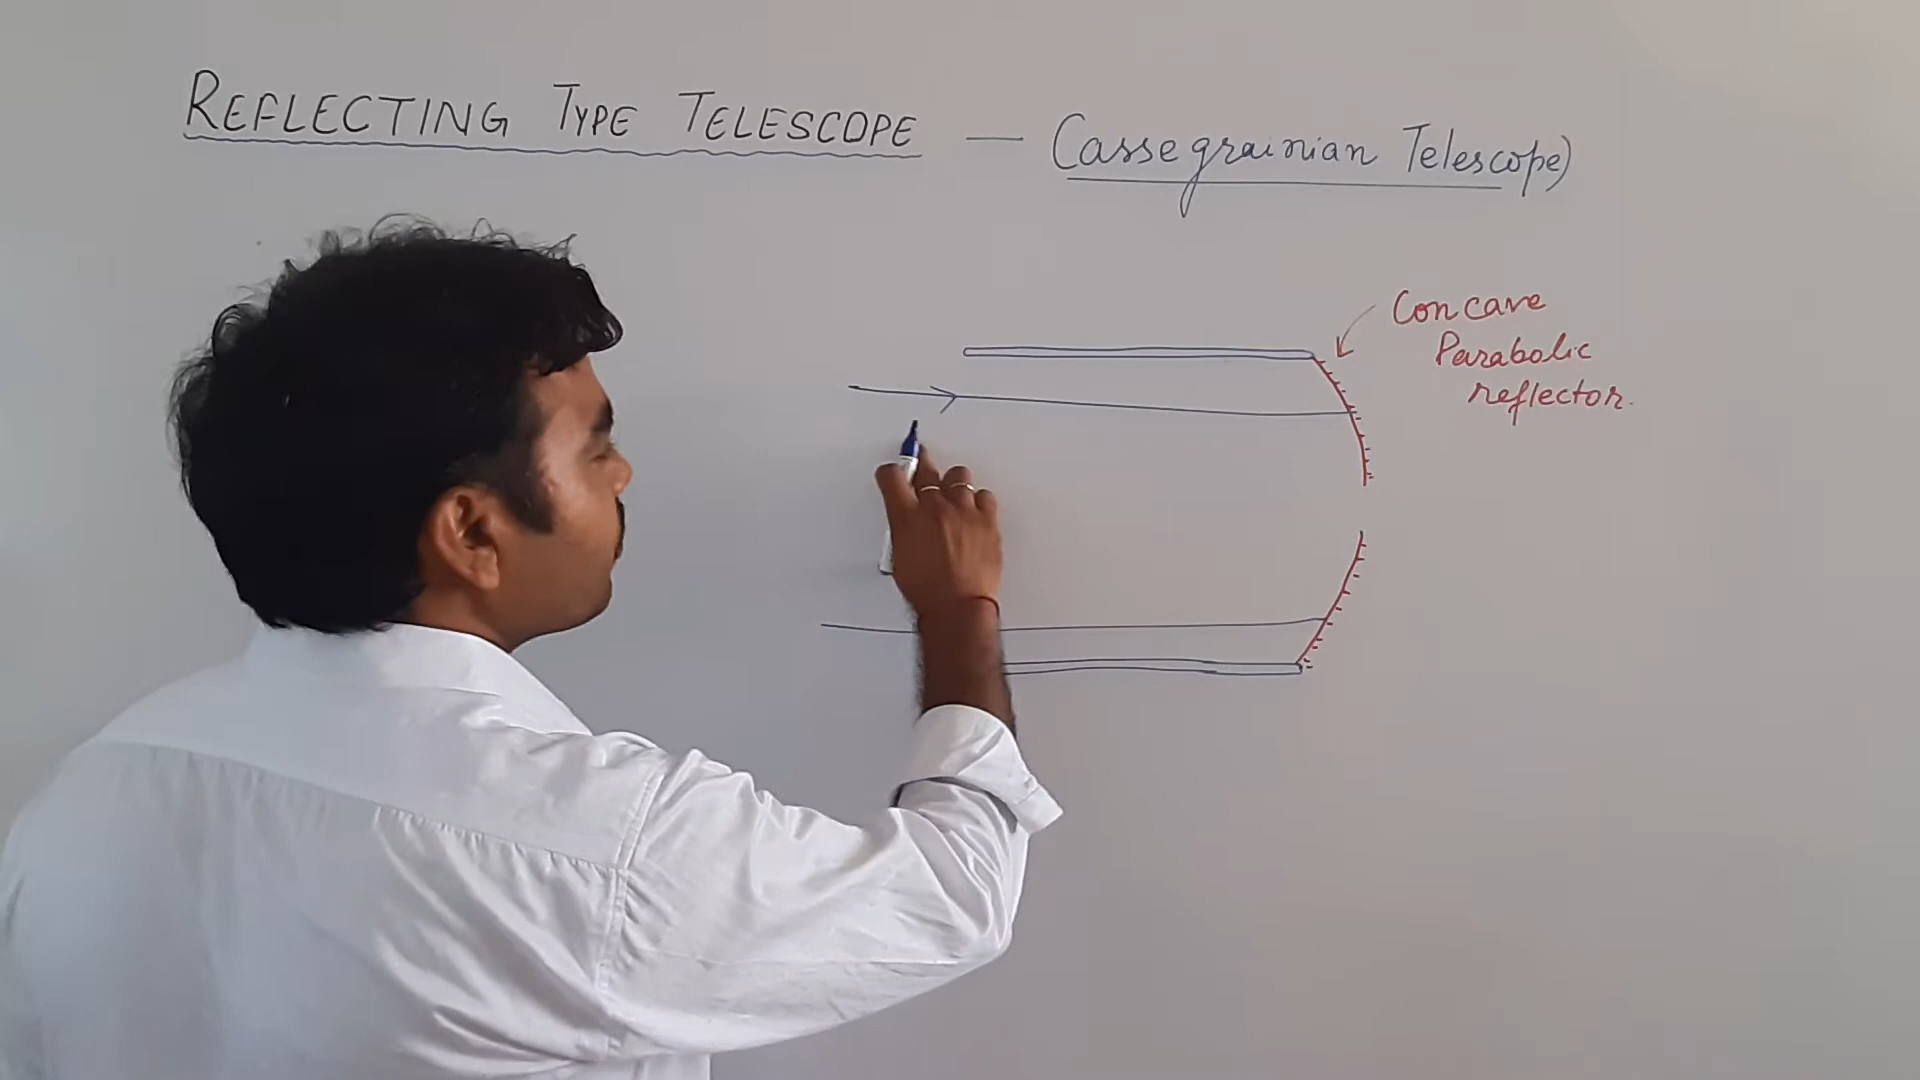 REFLECTING TYPE TELESCOPE — (Cassegrainian Telescope)
Concave
Parabolic
reflector.